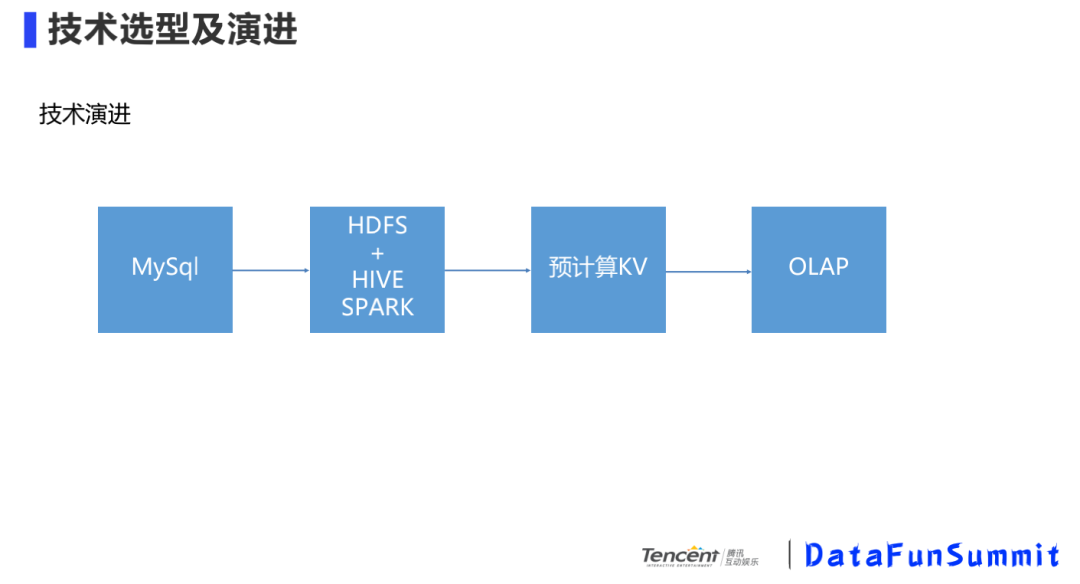 技术选型及演进
技术演进
MySql
HDFS
+
HIVE
SPARK
预计算KV
OLAP
Tencent
INTERACTIVE ENTERTAINMENT
腾讯
互动娱乐
DataFunSummit